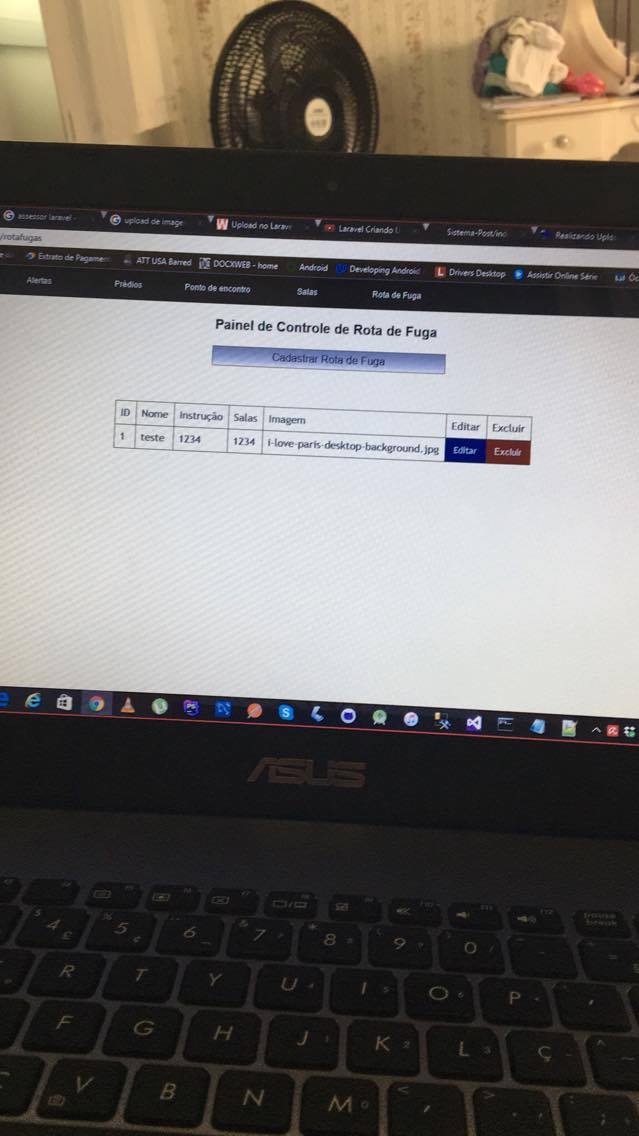 assessor laravel - upload de image Upload no Larav Laravel Criando U Sistema-Post/inc Realizando Uplo
/rotafugas
Extrato de Pagamen ATT USA Barred DOCKWEB - home Android Developing Android Drivers Desktop Assistir Online Série
Alertas Prédios Ponto de encontro Salas Rota de Fuga
Painel de Controle de Rota de Fuga
Cadastrar Rota de Fuga
ID Nome Instrução Salas Imagem Editar Excluir
1 teste 1234 1234 i-love-paris-desktop-background.jpg Editar Excluir
ASUS
4 5 6 7 8 9 0
R T Y U I O P
F G H J K L Ç
V B N M